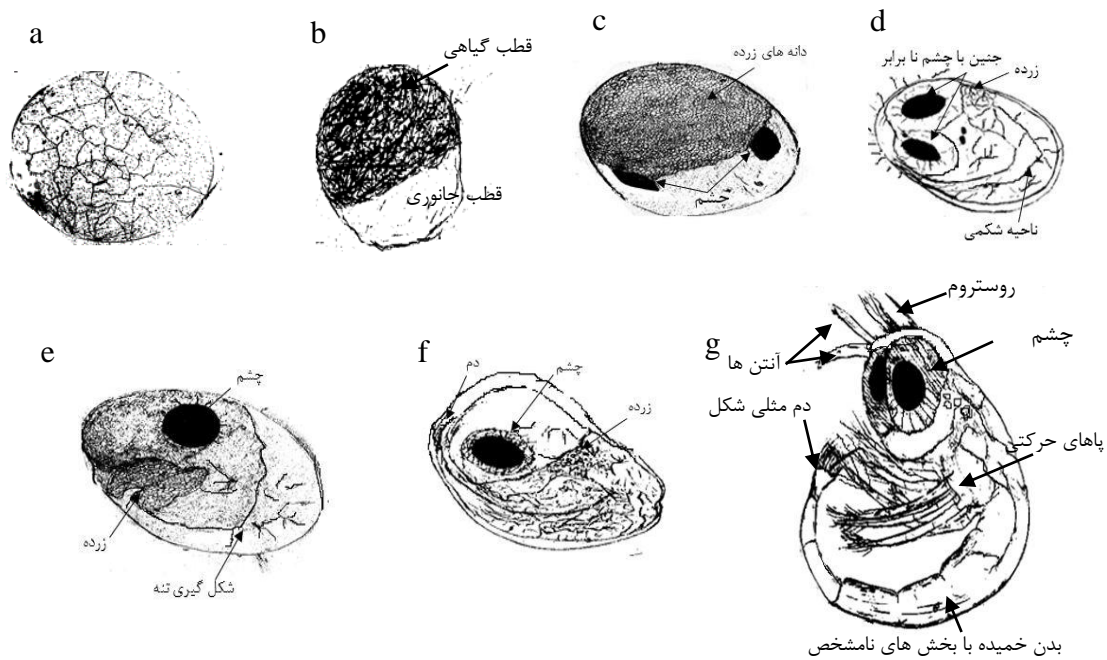 a
b
قطب گیاهی
قطب جانوری
c
دانه های زرده
چشم
d
جنین با چشم نا برابر
زرده
ناحیه شکمی
e
چشم
زرده
شکل گیری تنه
f
دم
چشم
زرده
g
روستروم
چشم
آنتن ها
دم مثلی شکل
پاهای حرکتی
بدن خمیده با بخش های نامشخص